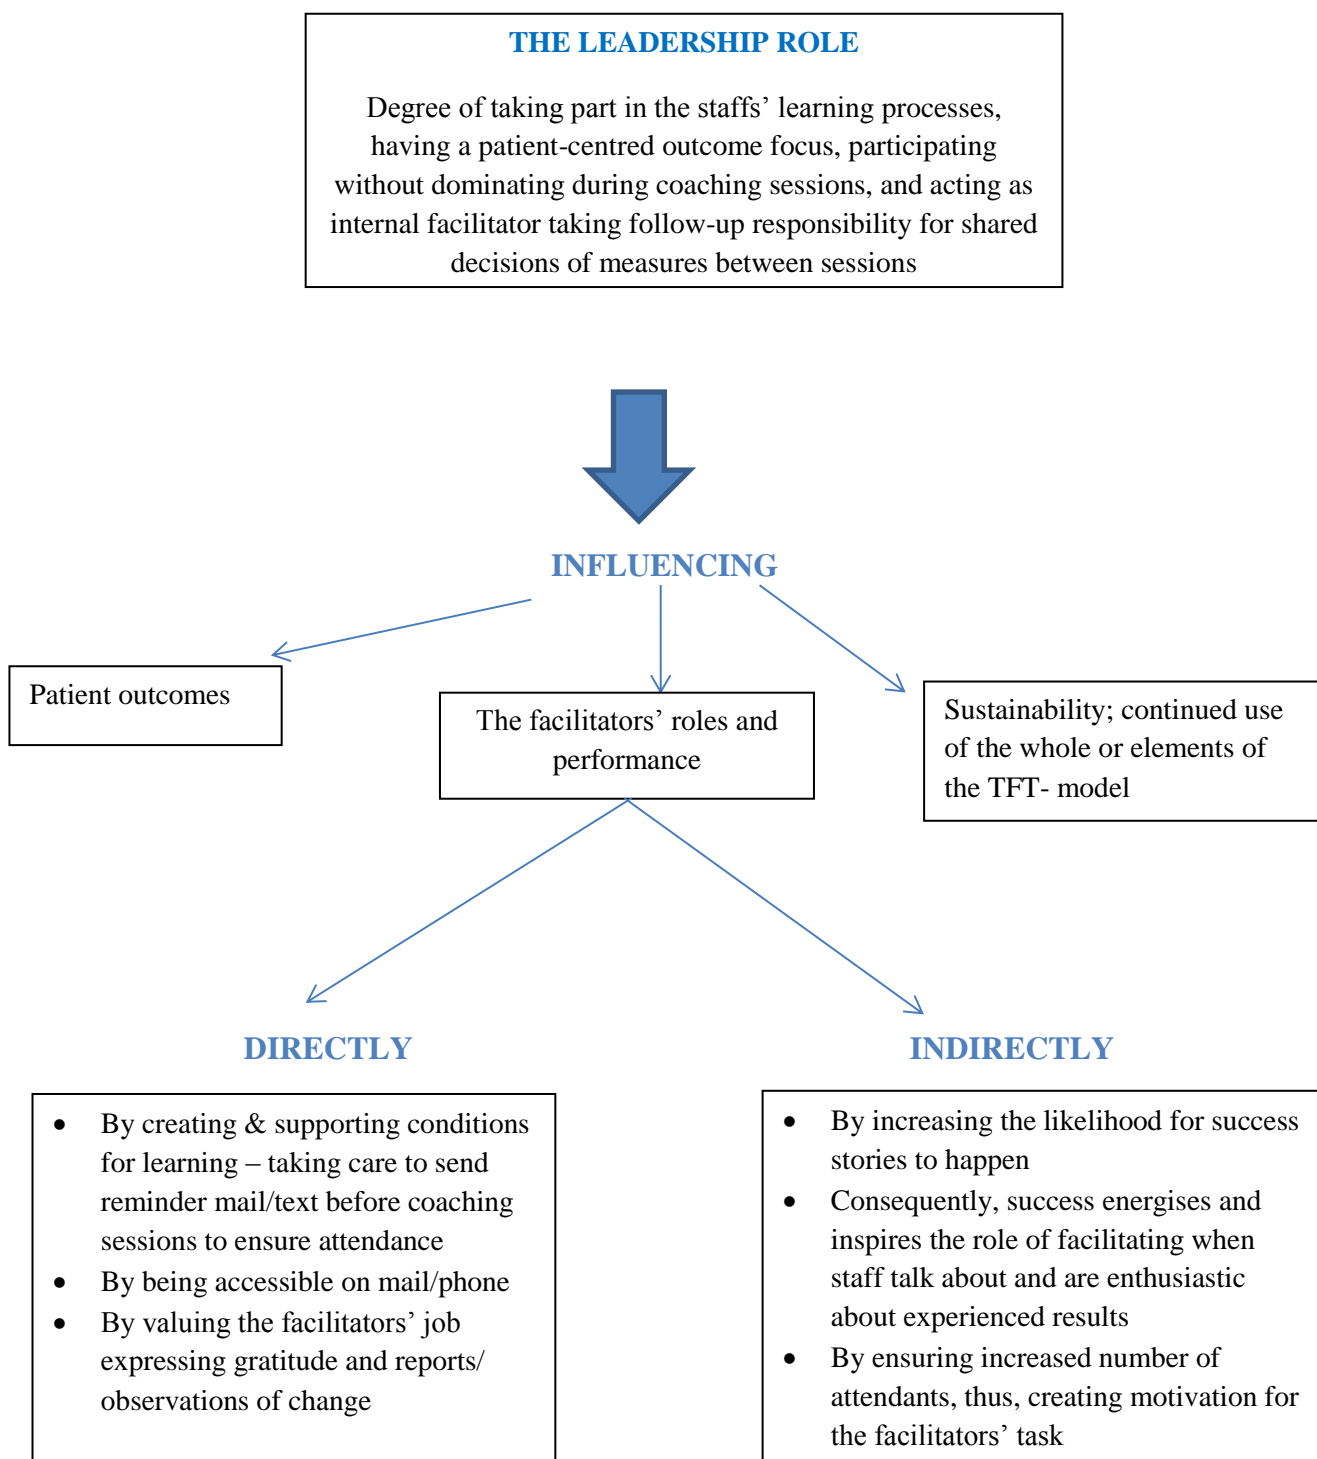 THE LEADERSHIP ROLE
Degree of taking part in the staffs’ learning processes,
having a patient-centred outcome focus, participating
without dominating during coaching sessions, and acting as
internal facilitator taking follow-up responsibility for shared
decisions of measures between sessions
INFLUENCING
Patient outcomes
The facilitators’ roles and
performance
Sustainability; continued use
of the whole or elements of
the TFT- model
DIRECTLY
• By creating & supporting conditions
for learning – taking care to send
reminder mail/text before coaching
sessions to ensure attendance
• By being accessible on mail/phone
• By valuing the facilitators’ job
expressing gratitude and reports/
observations of change
INDIRECTLY
• By increasing the likelihood for success
stories to happen
• Consequently, success energises and
inspires the role of facilitating when
staff talk about and are enthusiastic
about experienced results
• By ensuring increased number of
attendants, thus, creating motivation for
the facilitators’ task